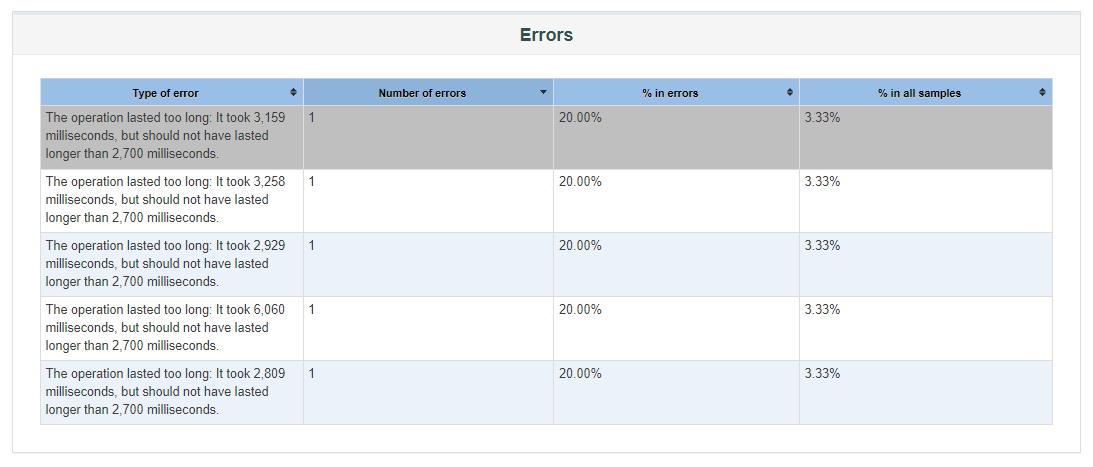 Errors
Type of error Number of errors % in errors % in all samples
The operation lasted too long: It took 3,159 1 20.00% 3.33%
milliseconds, but should not have lasted
longer than 2,700 milliseconds.
The operation lasted too long: It took 3,258 1 20.00% 3.33%
milliseconds, but should not have lasted
longer than 2,700 milliseconds.
The operation lasted too long: It took 2,929 1 20.00% 3.33%
milliseconds, but should not have lasted
longer than 2,700 milliseconds.
The operation lasted too long: It took 6,060 1 20.00% 3.33%
milliseconds, but should not have lasted
longer than 2,700 milliseconds.
The operation lasted too long: It took 2,809 1 20.00% 3.33%
milliseconds, but should not have lasted
longer than 2,700 milliseconds.